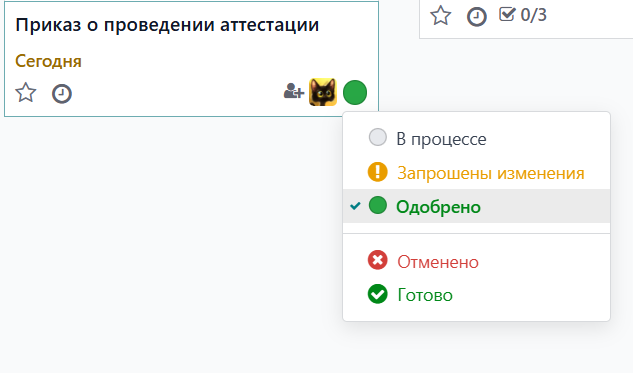 Приказ о проведении аттестации
Сегодня
0/3
В процессе
Запрошены изменения
Одобрено
Отменено
Готово